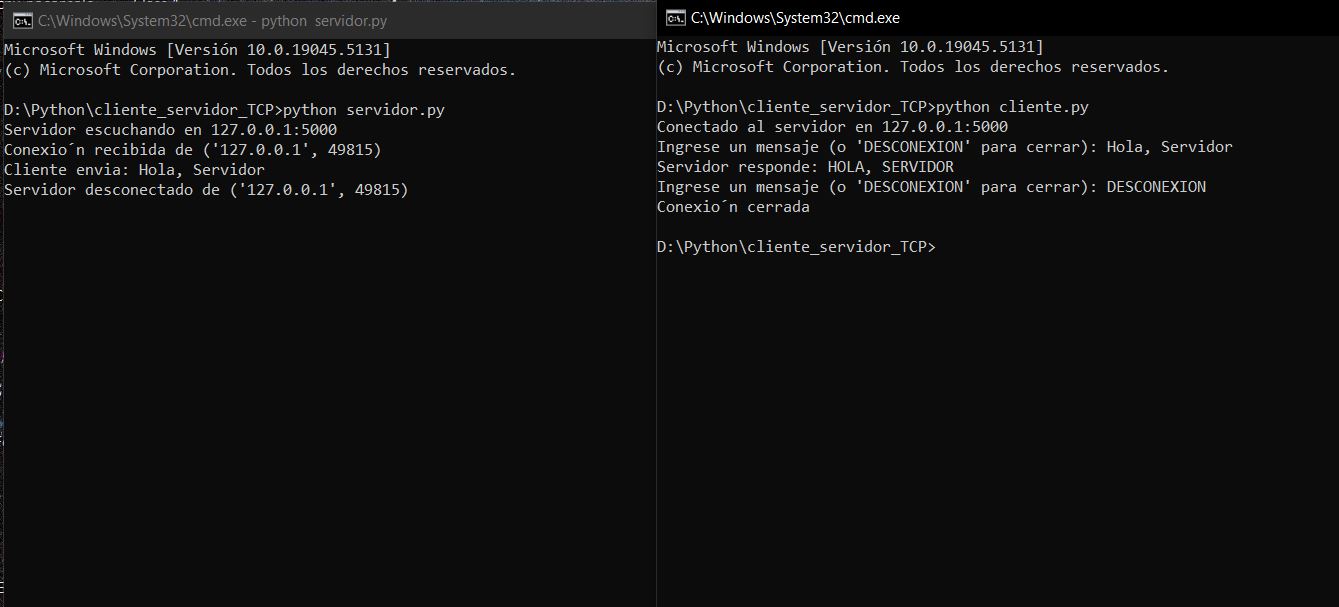 C:\Windows\System32\cmd.exe - python  servidor.py
Microsoft Windows [Versión 10.0.19045.5131]
(c) Microsoft Corporation. Todos los derechos reservados.
D:\Python\cliente_servidor_TCP>python servidor.py
Servidor escuchando en 127.0.0.1:5000
Conexio´n recibida de ('127.0.0.1', 49815)
Cliente envia: Hola, Servidor
Servidor desconectado de ('127.0.0.1', 49815)
C:\Windows\System32\cmd.exe
Microsoft Windows [Versión 10.0.19045.5131]
(c) Microsoft Corporation. Todos los derechos reservados.
D:\Python\cliente_servidor_TCP>python cliente.py
Conectado al servidor en 127.0.0.1:5000
Ingrese un mensaje (o 'DESCONEXION' para cerrar): Hola, Servidor
Servidor responde: HOLA, SERVIDOR
Ingrese un mensaje (o 'DESCONEXION' para cerrar): DESCONEXION
Conexio´n cerrada
D:\Python\cliente_servidor_TCP>